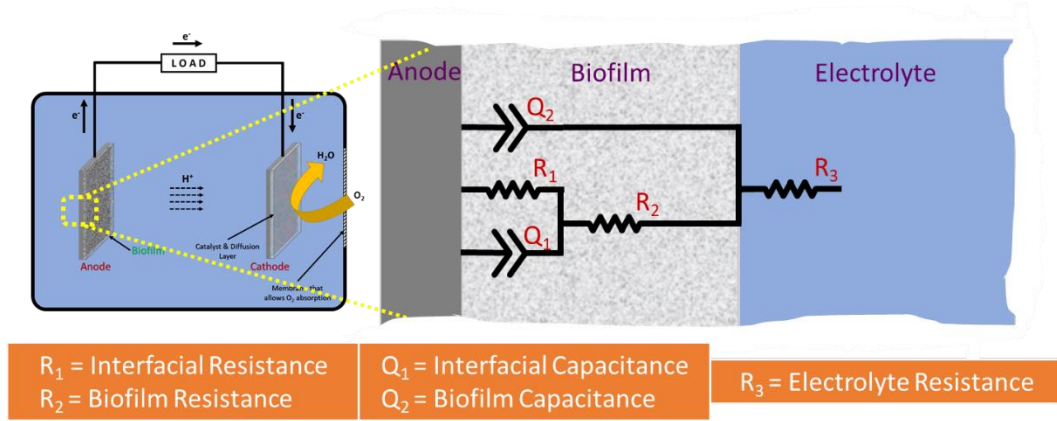 e-
LOAD
e-
e-
H+
H2O
O2
Catalyst & Diffusion
Layer
Biofilm
Anode
Cathode
that
allows O2 absorption
Anode
Biofilm
Electrolyte
Q2
R1
R2
Q1
R3
R1 = Interfacial Resistance
R2 = Biofilm Resistance
Q1 = Interfacial Capacitance
Q2 = Biofilm Capacitance
R3 = Electrolyte Resistance